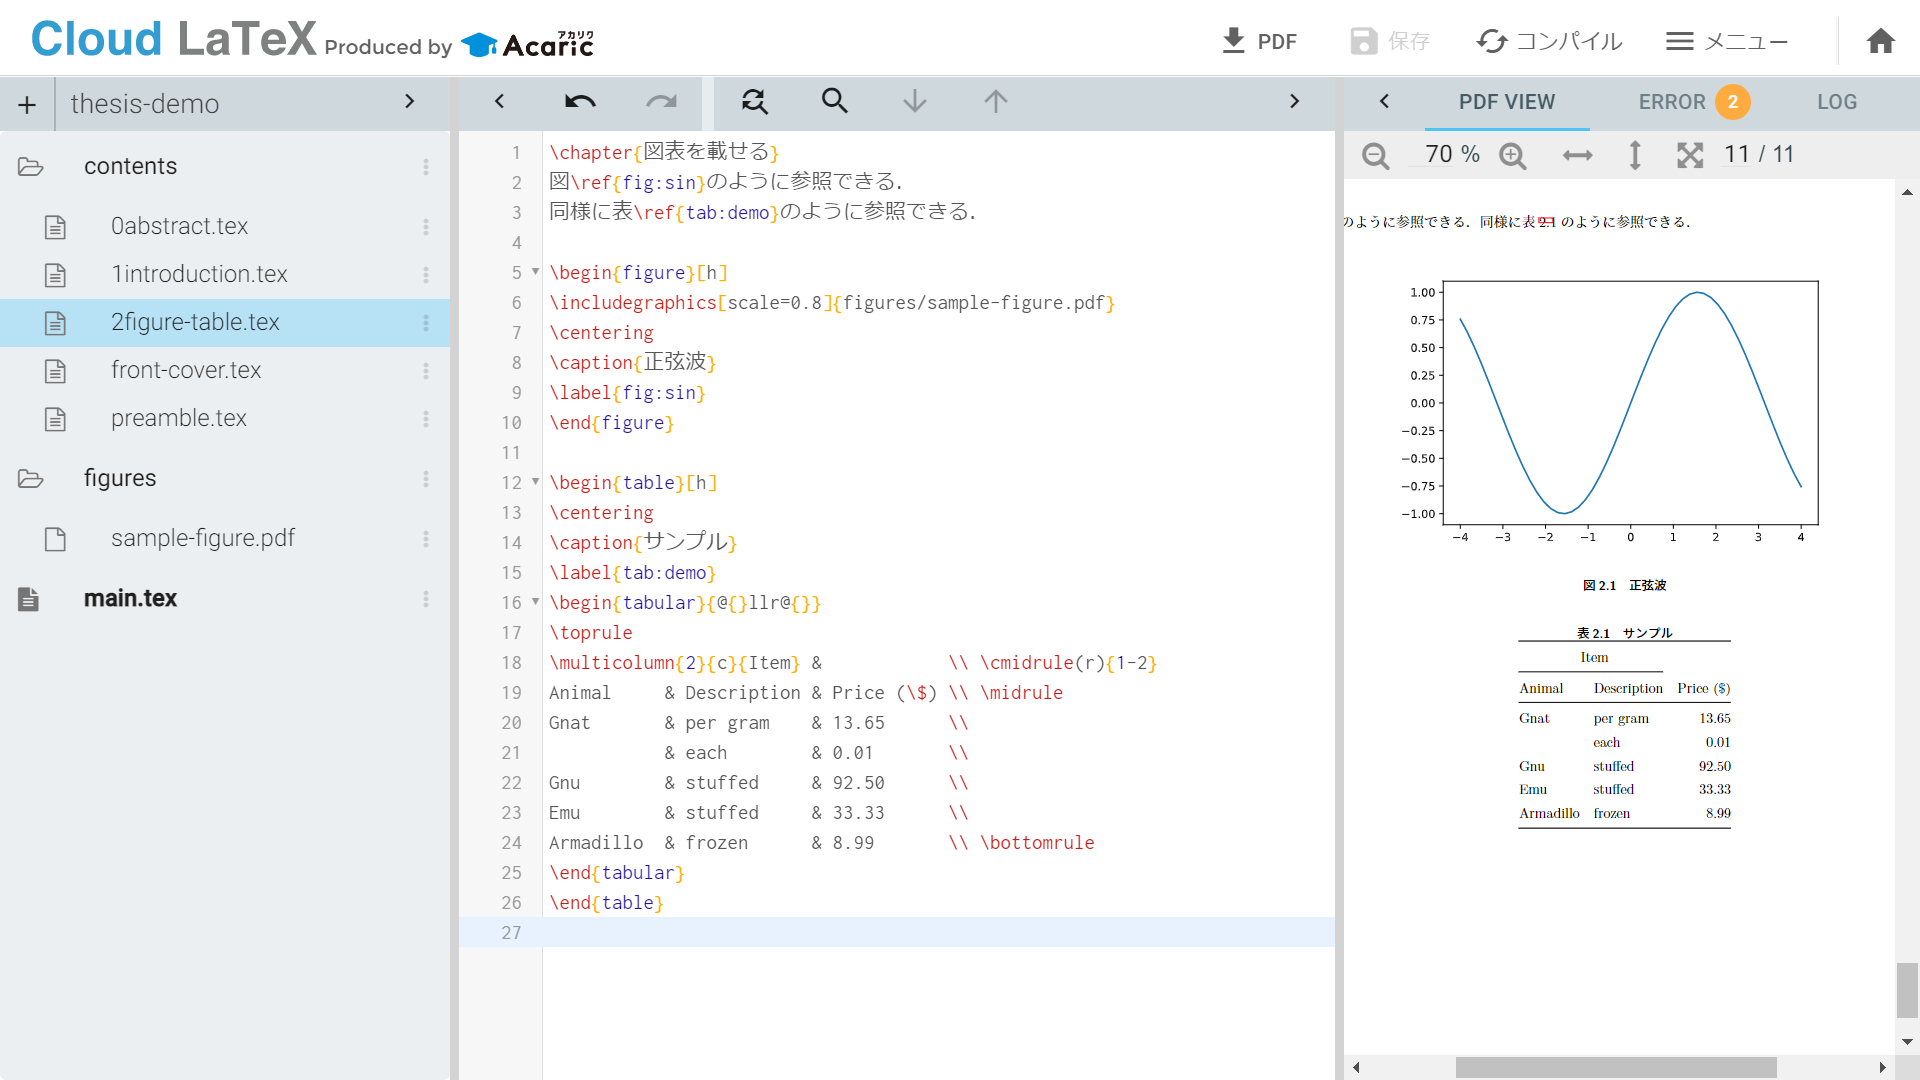 Cloud LaTeX Produced by Acaric アカリク
PDF
保存
コンパイル
メニュー
+ thesis-demo
contents
0abstract.tex
1introduction.tex
2figure-table.tex
front-cover.tex
preamble.tex
figures
sample-figure.pdf
main.tex
1 \chapter{図表を載せる}
2 図\ref{fig:sin}のように参照できる.
3 同様に表\ref{tab:demo}のように参照できる.
4
5 \begin{figure}[h]
6 \includegraphics[scale=0.8]{figures/sample-figure.pdf}
7 \centering
8 \caption{正弦波}
9 \label{fig:sin}
10 \end{figure}
11
12 \begin{table}[h]
13 \centering
14 \caption{サンプル}
15 \label{tab:demo}
16 \begin{tabular}{@{}llr@{}}
17 \toprule
18 \multicolumn{2}{c}{Item} & \\ \cmidrule(r){1-2}
19 Animal & Description & Price (\$) \\ \midrule
20 Gnat & per gram & 13.65 \\
21 & each & 0.01 \\
22 Gnu & stuffed & 92.50 \\
23 Emu & stuffed & 33.33 \\
24 Armadillo & frozen & 8.99 \\ \bottomrule
25 \end{tabular}
26 \end{table}
27
PDF VIEW
ERROR 2
LOG
70 %
11 / 11
のように参照できる. 同様に表 2.1 のように参照できる.
1.00
0.75
0.50
0.25
0.00
−0.25
−0.50
−0.75
−1.00
−4 −3 −2 −1 0 1 2 3 4
図 2.1 正弦波
表 2.1 サンプル
Item
Animal Description Price ($)
Gnat per gram 13.65
each 0.01
Gnu stuffed 92.50
Emu stuffed 33.33
Armadillo frozen 8.99